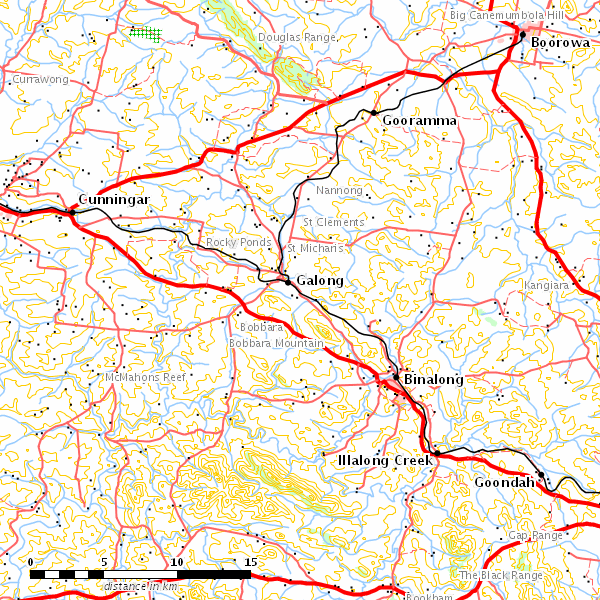 Big Canemumbola Hill
Boorowa
Douglas Range
Currawong
Gooramma
Nannong
Cunningar
St Clements
Rocky Ponds
St Michans
Galong
Kangiara
Bobbara
Bobbara Mountain
McMahons Reef
Binalong
Illalong Creek
Goondah
Gap Range
0 5 10 15
distance in km
The Black Range
Bookham